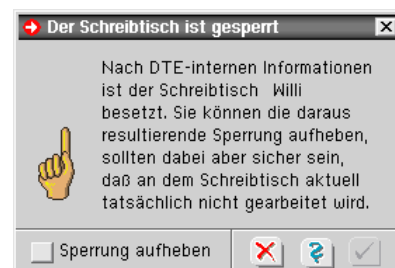 Der Schreibtisch ist gesperrt
Nach DTE-internen Informationen
ist der Schreibtisch Willi
besetzt. Sie können die daraus
resultierende Sperrung aufheben,
sollten dabei aber sicher sein,
daß an dem Schreibtisch aktuell
tatsächlich nicht gearbeitet wird.
Sperrung aufheben